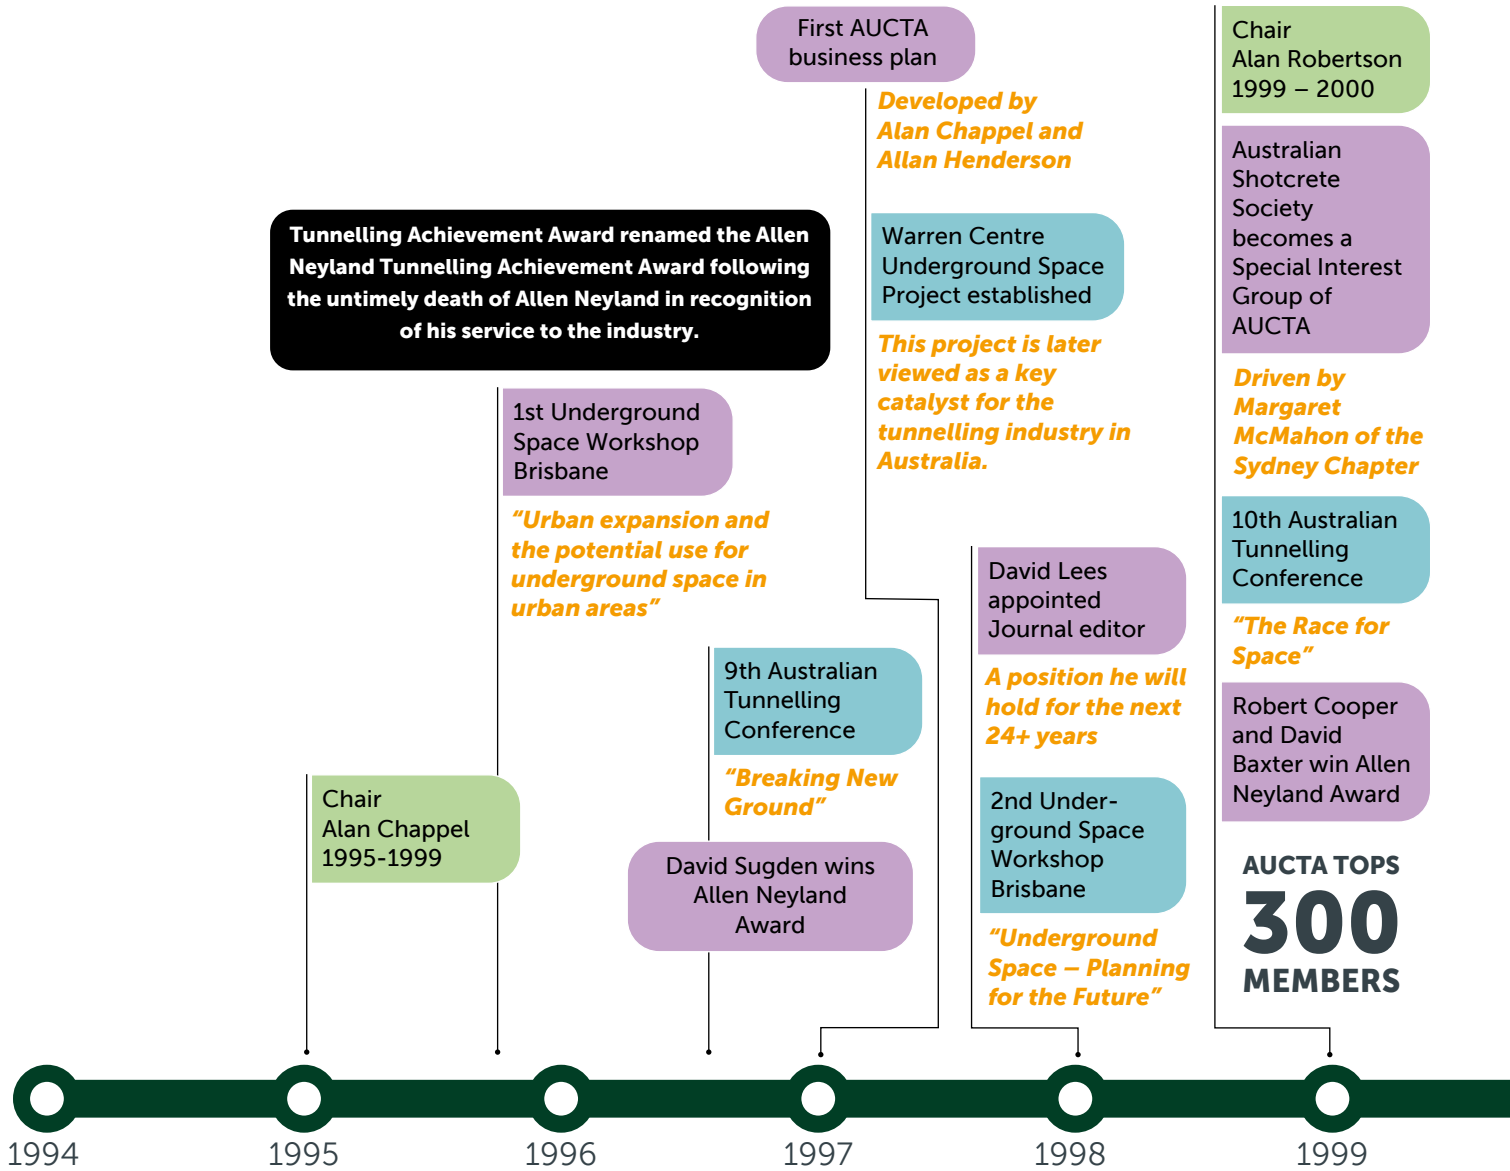 First AUCTA
business plan
Developed by
Alan Chappel and
Allan Henderson
Chair
Alan Robertson
1999 – 2000
Australian
Shotcrete
Society
becomes a
Special Interest
Group of
AUCTA
Driven by
Margaret
McMahon of the
Sydney Chapter
Tunnelling Achievement Award renamed the Allen
Neyland Tunnelling Achievement Award following
the untimely death of Allen Neyland in recognition
of his service to the industry.
Warren Centre
Underground Space
Project established
This project is later
viewed as a key
catalyst for the
tunnelling industry in
Australia.
1st Underground
Space Workshop
Brisbane
“Urban expansion and
the potential use for
underground space in
urban areas”
10th Australian
Tunnelling
Conference
“The Race for
Space”
David Lees
appointed
Journal editor
A position he will
hold for the next
24+ years
9th Australian
Tunnelling
Conference
“Breaking New
Ground”
Robert Cooper
and David
Baxter win Allen
Neyland Award
Chair
Alan Chappel
1995-1999
2nd Under-
ground Space
Workshop
Brisbane
“Underground
Space – Planning
for the Future”
David Sugden wins
Allen Neyland
Award
AUCTA TOPS
300
MEMBERS
1994
1995
1996
1997
1998
1999